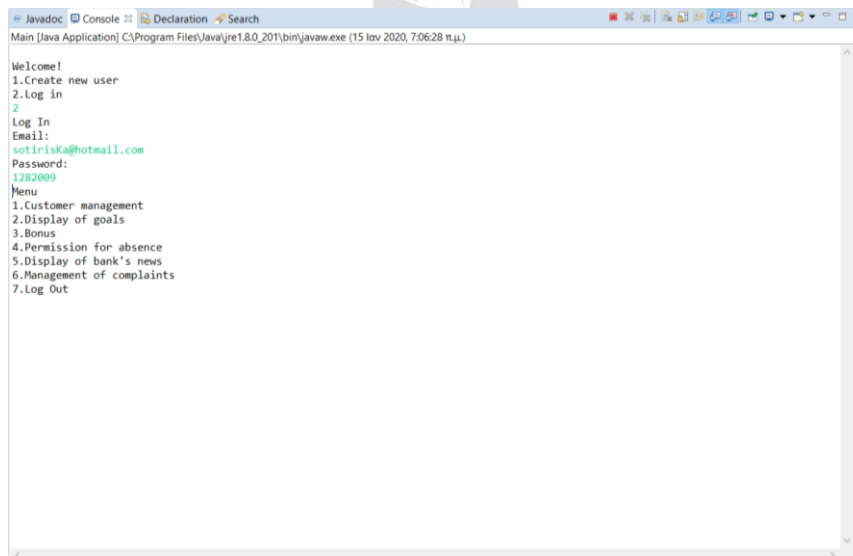 Javadoc Console Declaration Search
Main [Java Application] C:\Program Files\Java\jre1.8.0_201\bin\javaw.exe (15 Ιαν 2020, 7:06:28 π.μ.)
Welcome!
1.Create new user
2.Log in
2
Log In
Email:
sotirisKa@hotmail.com
Password:
1282009
Menu
1.Customer management
2.Display of goals
3.Bonus
4.Permission for absence
5.Display of bank's news
6.Management of complaints
7.Log Out